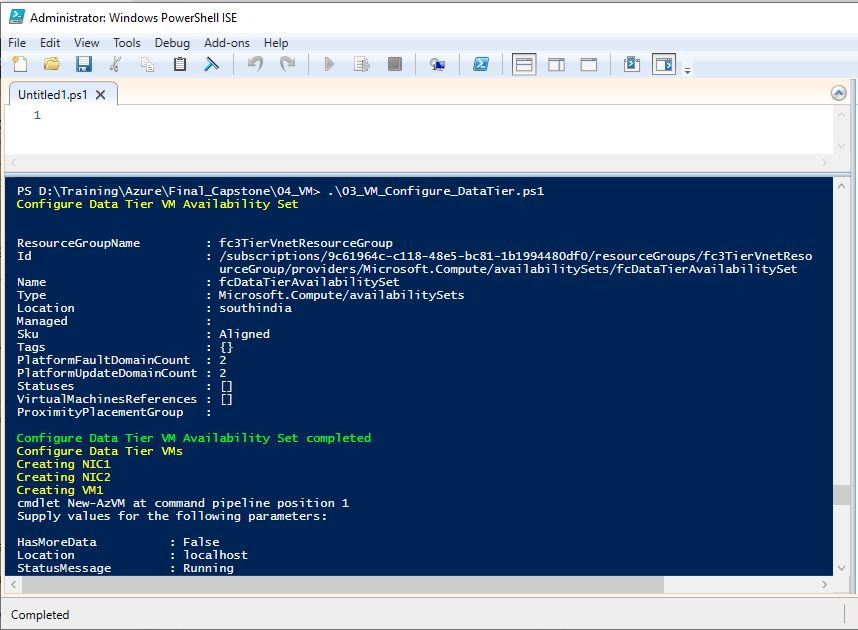 Administrator: Windows PowerShell ISE
File Edit View Tools Debug Add-ons Help
Untitled1.ps1
1
PS D:\Training\Azure\Final_Capstone\04_VM> .\03_VM_Configure_DataTier.ps1
Configure Data Tier VM Availability Set
ResourceGroupName : fc3TierVnetResourceGroup
Id : /subscriptions/9c61964c-c118-48e5-bc81-1b1994480df0/resourceGroups/fc3TierVnetReso
urceGroup/providers/Microsoft.Compute/availabilitySets/fcDataTierAvailabilitySet
Name : fcDataTierAvailabilitySet
Type : Microsoft.Compute/availabilitySets
Location : southindia
Managed :
Sku : Aligned
Tags : {}
PlatformFaultDomainCount : 2
PlatformUpdateDomainCount : 2
Statuses : []
VirtualMachinesReferences : []
ProximityPlacementGroup :
Configure Data Tier VM Availability Set completed
Configure Data Tier VMs
Creating NIC1
Creating NIC2
Creating VM1
cmdlet New-AzVM at command pipeline position 1
Supply values for the following parameters:
HasMoreData : False
Location : localhost
StatusMessage : Running
Completed